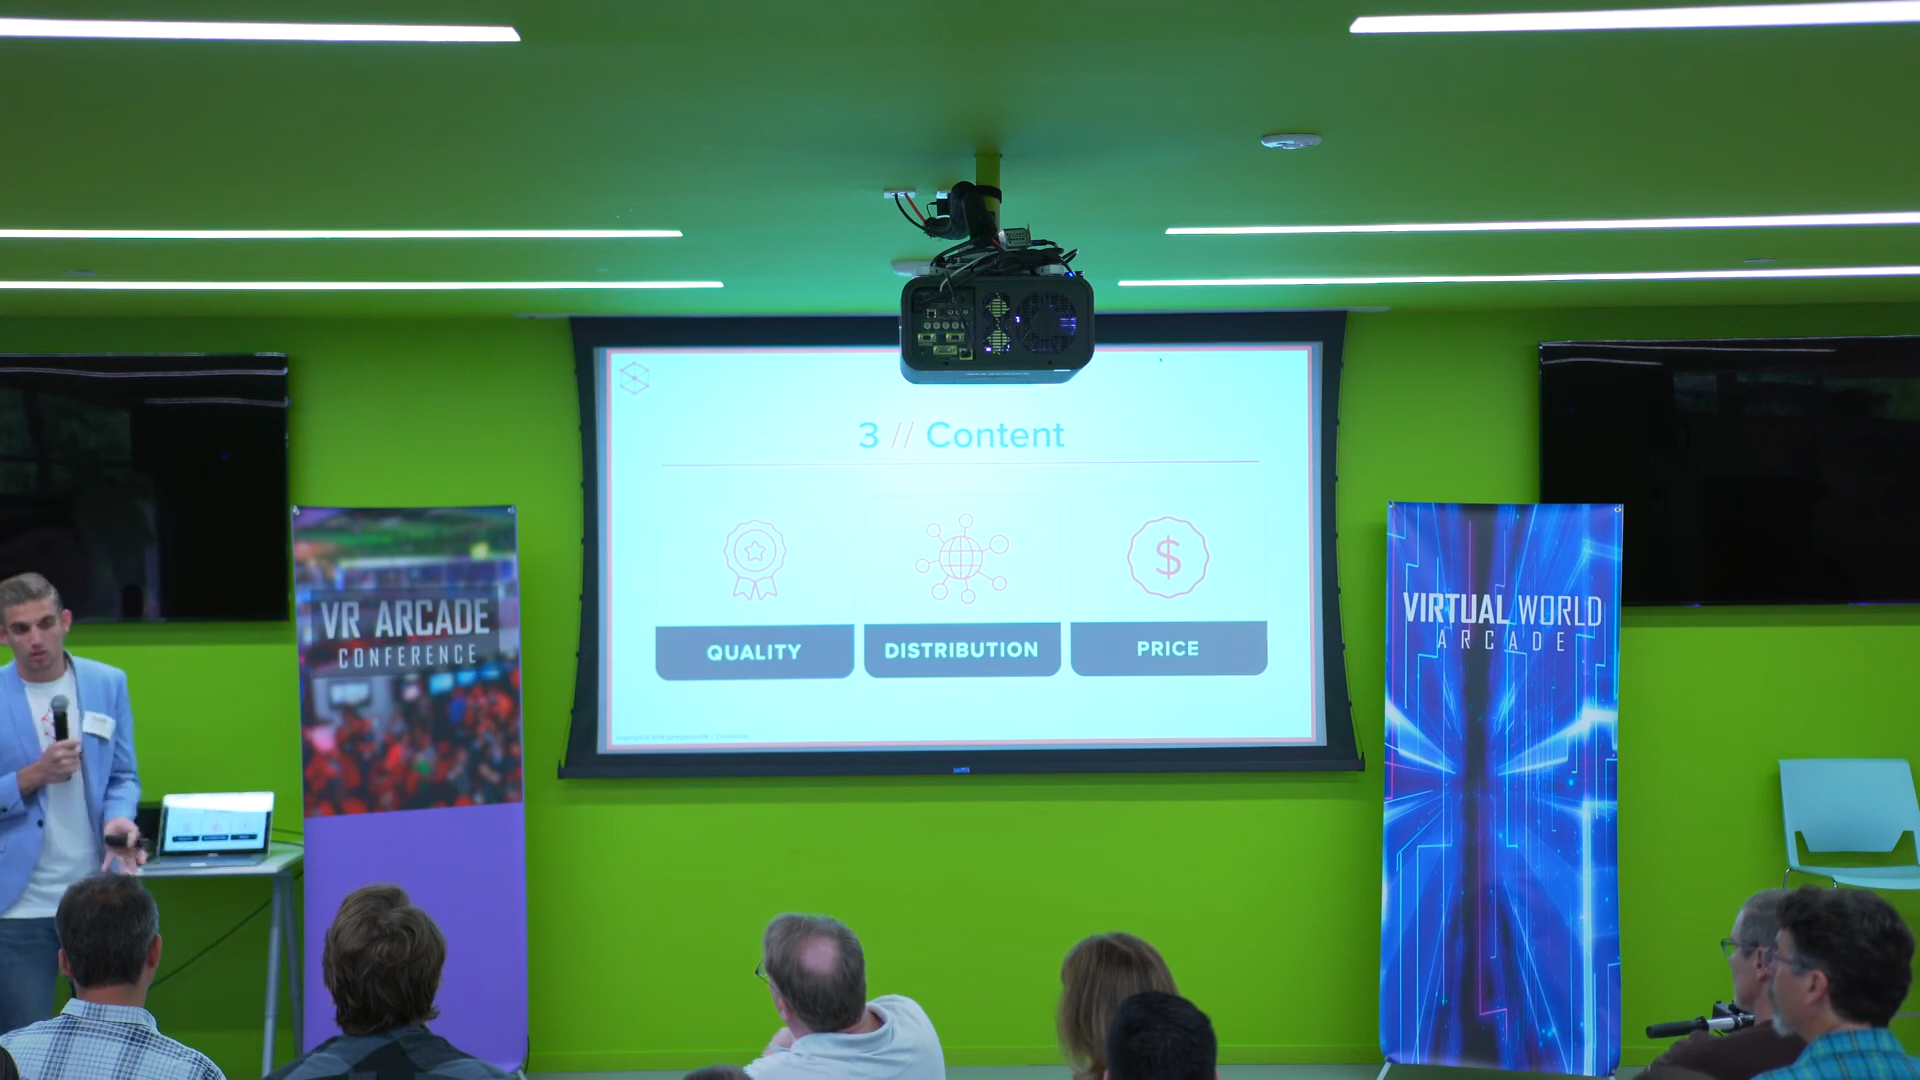 3 // Content
QUALITY
DISTRIBUTION
PRICE
VR ARCADE
CONFERENCE
VIRTUAL WORLD
ARCADE